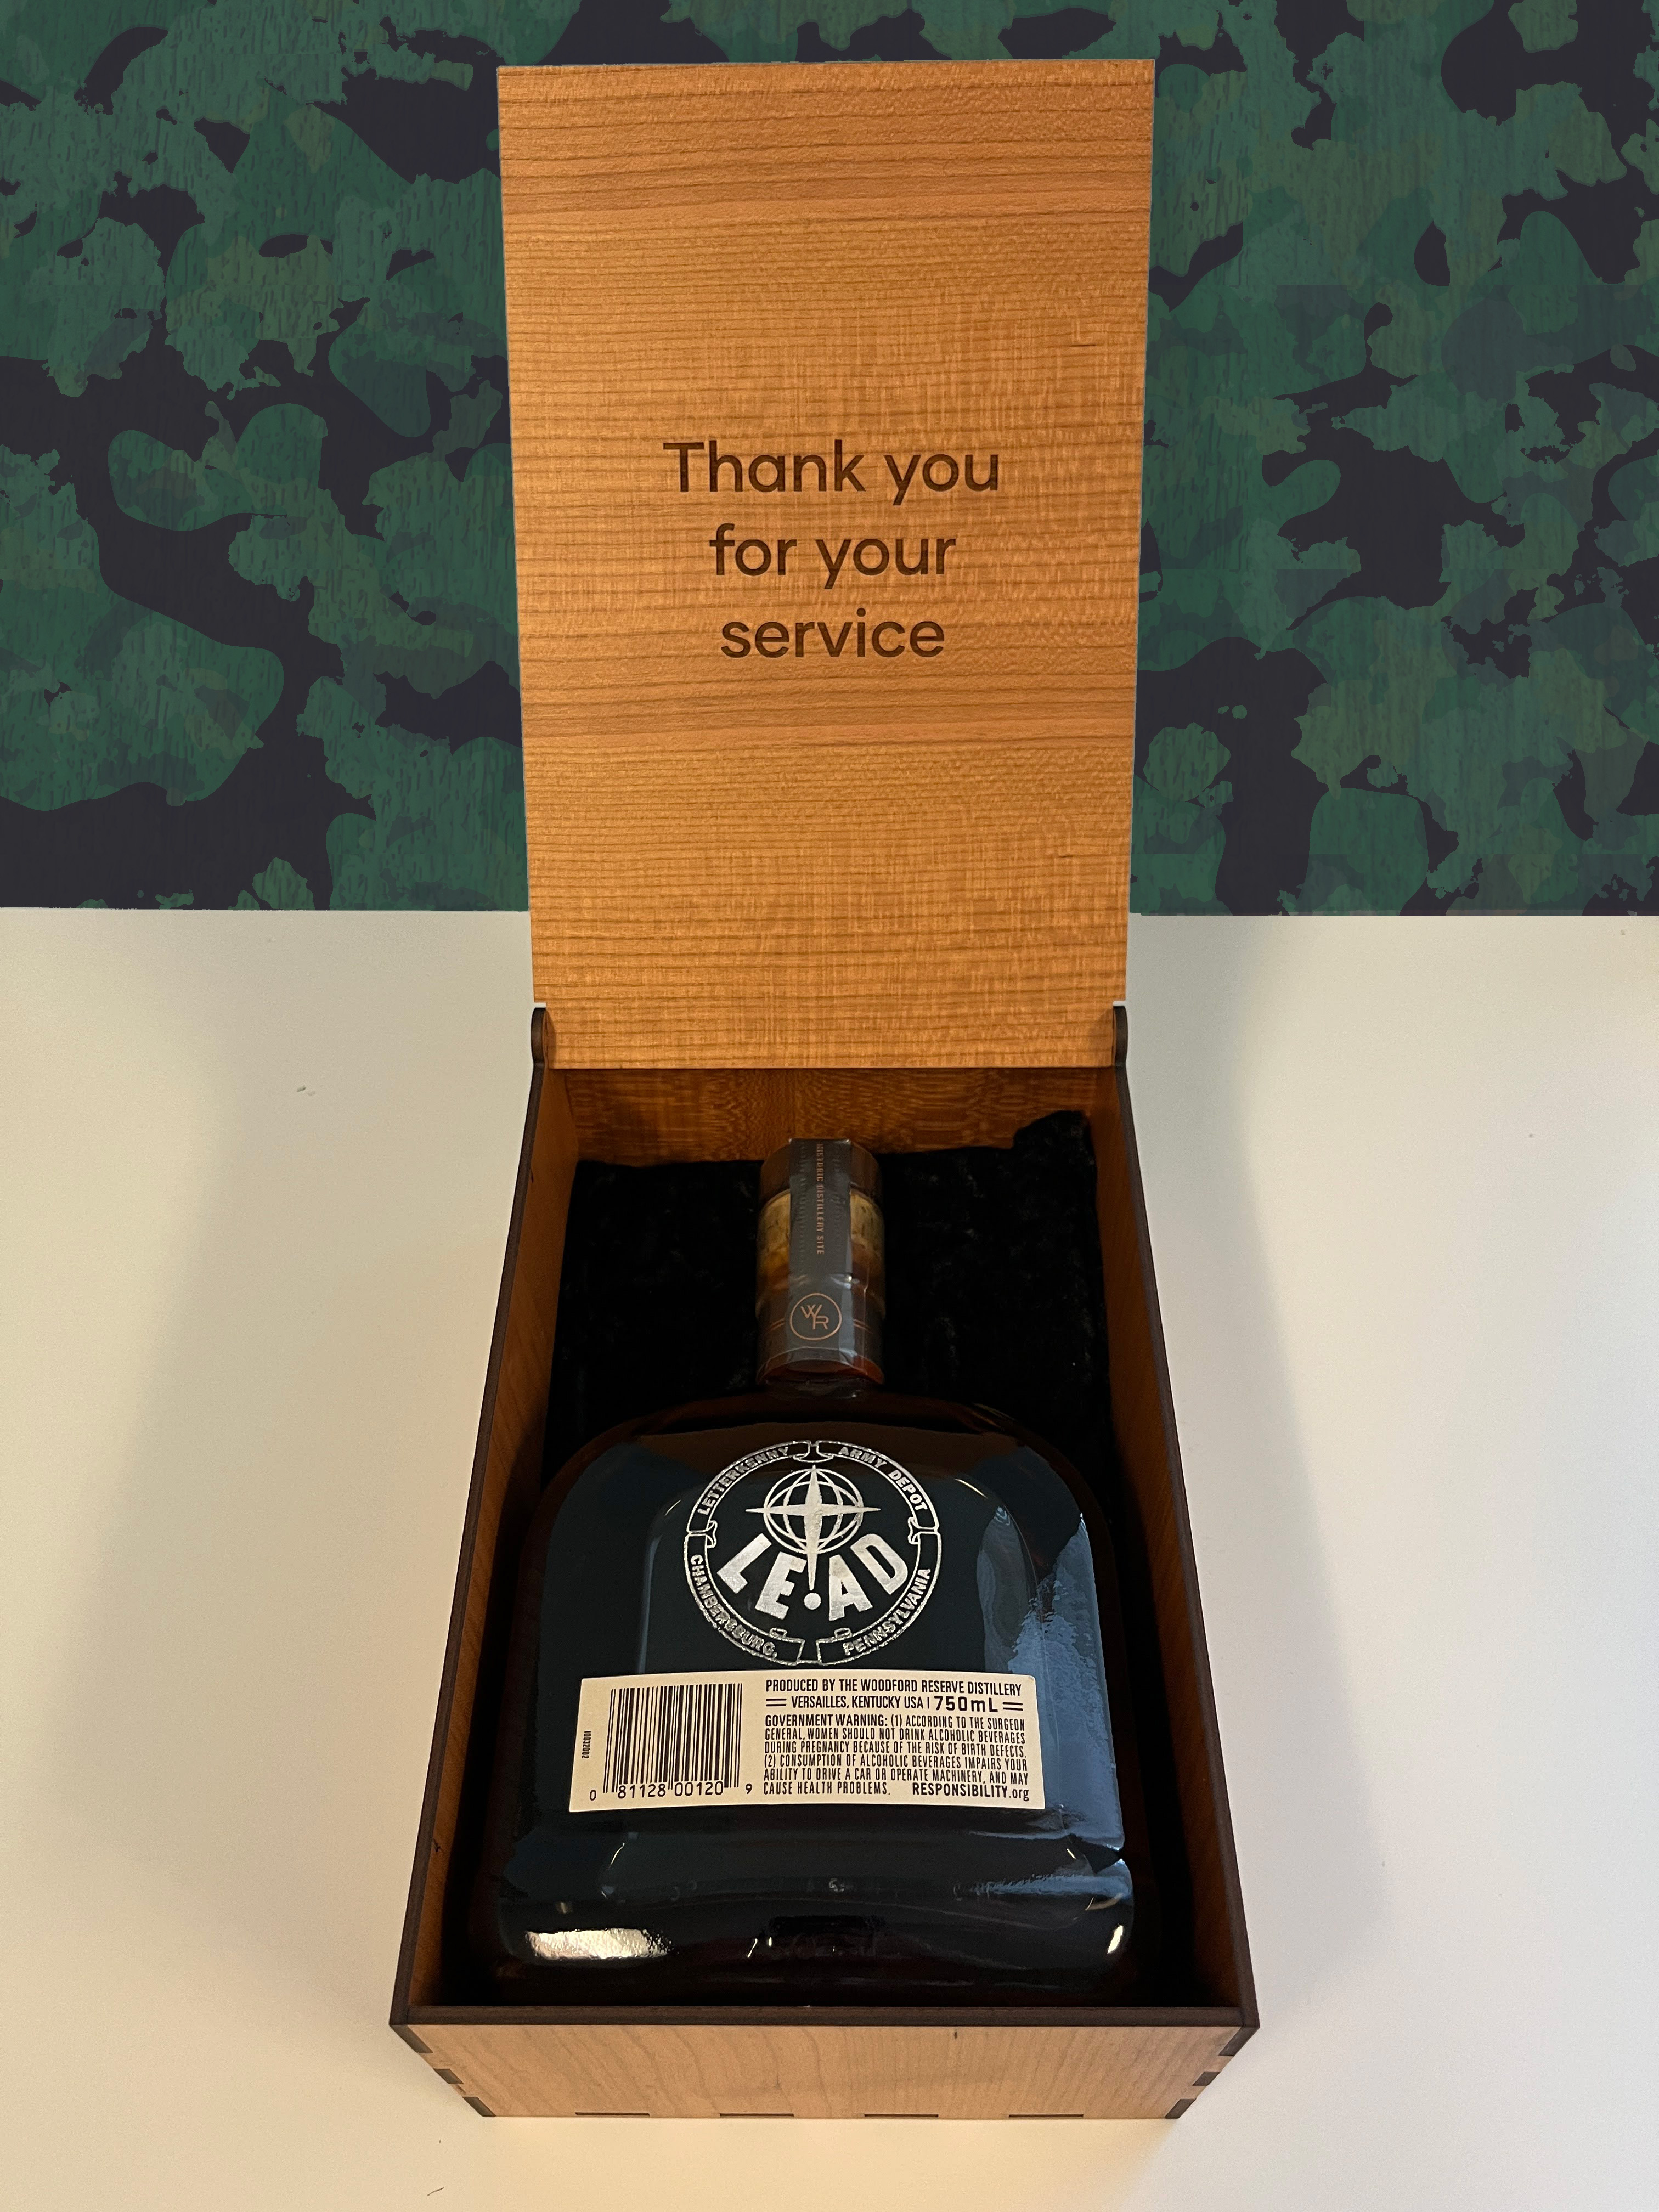 Thank you
for your
service
HISTORIC DISTILLERY SITE
WR
LETTERKENNY ARMY DEPOT
LE•AD
CHAMBERSBURG, PENNSYLVANIA
PRODUCED BY THE WOODFORD RESERVE DISTILLERY
VERSAILLES, KENTUCKY USA | 750mL
GOVERNMENT WARNING: (1) ACCORDING TO THE SURGEON
GENERAL, WOMEN SHOULD NOT DRINK ALCOHOLIC BEVERAGES
DURING PREGNANCY BECAUSE OF THE RISK OF BIRTH DEFECTS.
(2) CONSUMPTION OF ALCOHOLIC BEVERAGES IMPAIRS YOUR
ABILITY TO DRIVE A CAR OR OPERATE MACHINERY, AND MAY
CAUSE HEALTH PROBLEMS. RESPONSIBILITY.org
0 81128 00120 9